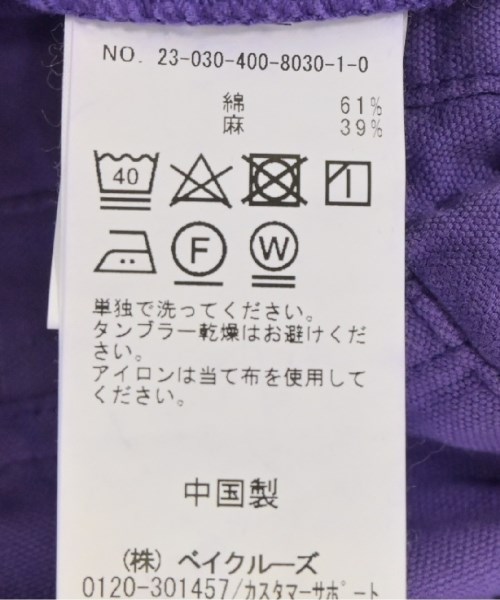 NO. 23-030-400-8030-1-0
綿 61%
麻 39%
40
F W
単独で洗ってください。
タンブラー乾燥はお避けくだ
さい。
アイロンは当て布を使用して
ください。
中国製
(株) ベイクルーズ
0120-301457/カスタマーサポート